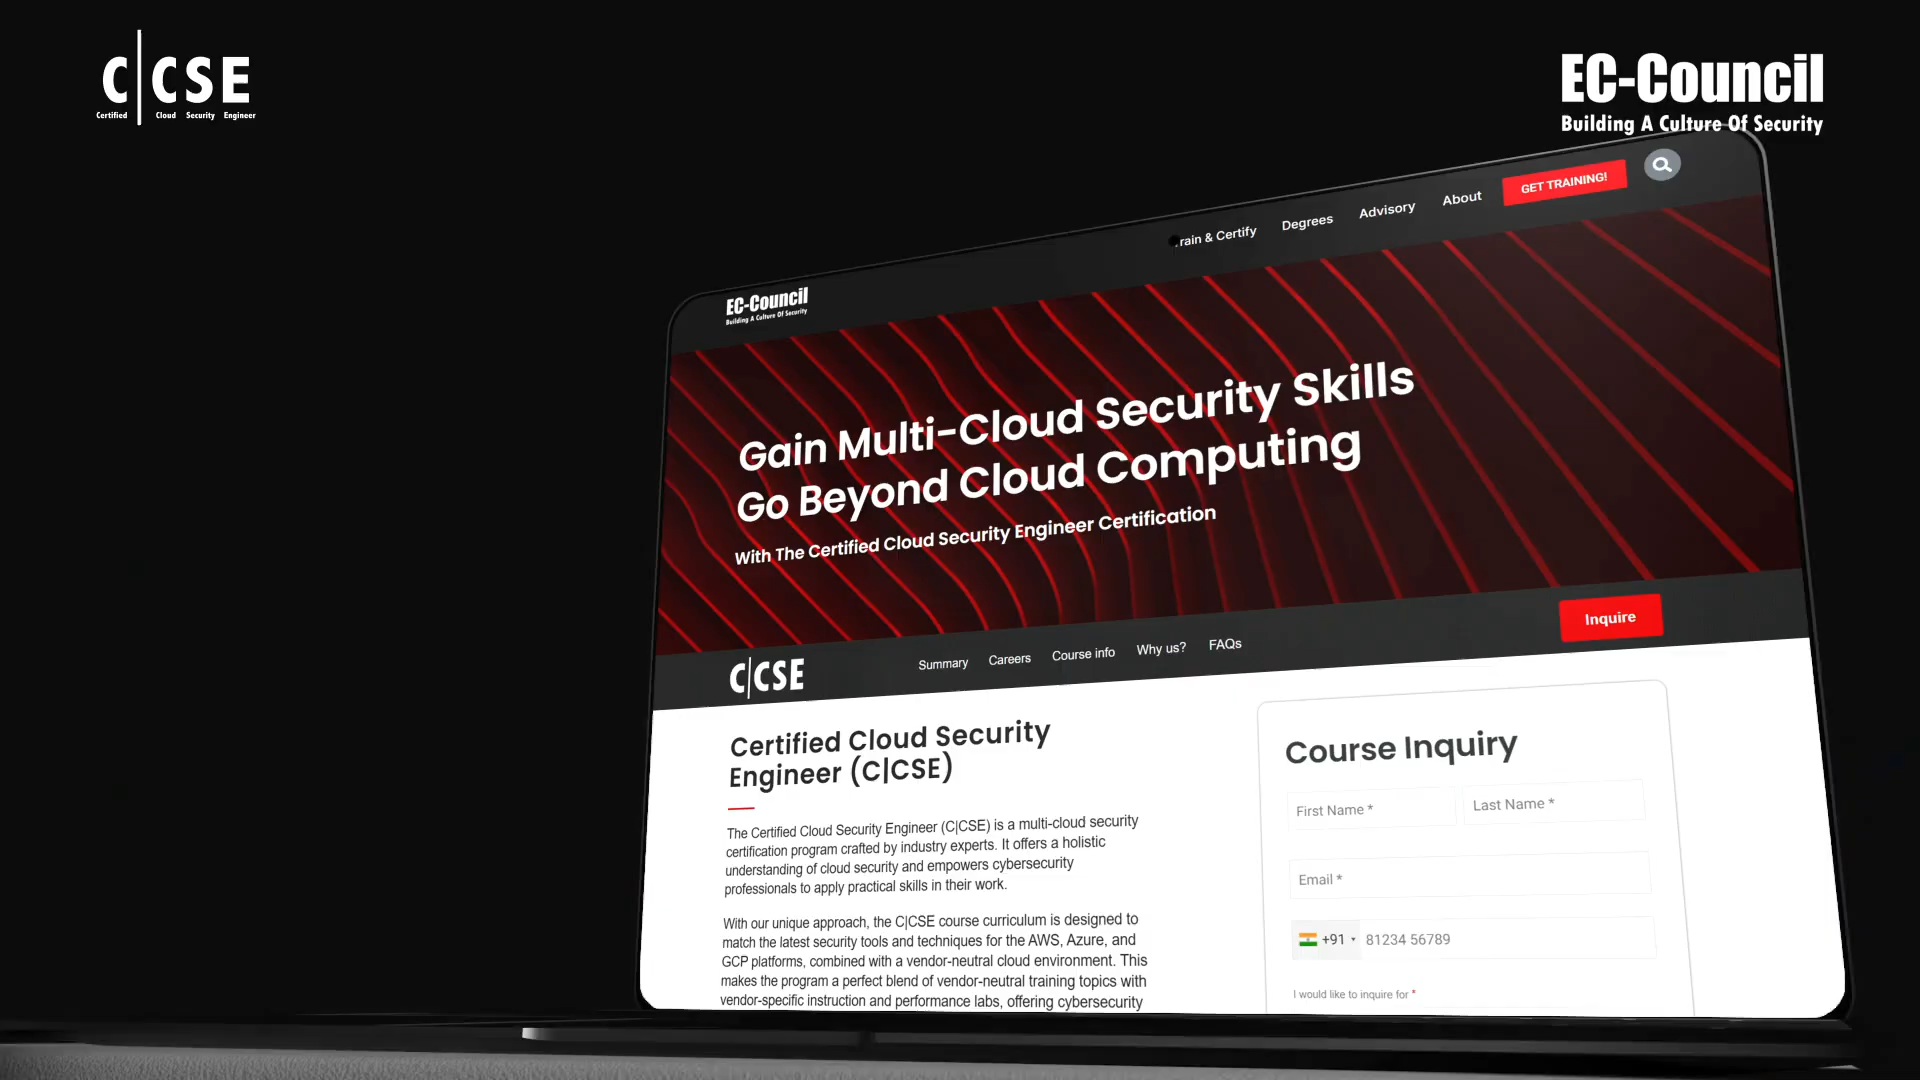 C|CSE
Certified Cloud Security Engineer
EC-Council
Building A Culture Of Security
rain & Certify
Degrees
Advisory
About
GET TRAINING!
EC-Council
Building A Culture Of Security
Gain Multi-Cloud Security Skills
Go Beyond Cloud Computing
With The Certified Cloud Security Engineer Certification
C|CSE
Summary
Careers
Course info
Why us?
FAQs
Inquire
Certified Cloud Security
Engineer (C|CSE)
The Certified Cloud Security Engineer (C|CSE) is a multi-cloud security
certification program crafted by industry experts. It offers a holistic
understanding of cloud security and empowers cybersecurity
professionals to apply practical skills in their work.
With our unique approach, the C|CSE course curriculum is designed to
match the latest security tools and techniques for the AWS, Azure, and
GCP platforms, combined with a vendor-neutral cloud environment. This
makes the program a perfect blend of vendor-neutral training topics with
vendor-specific instruction and performance labs, offering cybersecurity
Course Inquiry
First Name *
Last Name *
Email *
+91
81234 56789
I would like to inquire for *